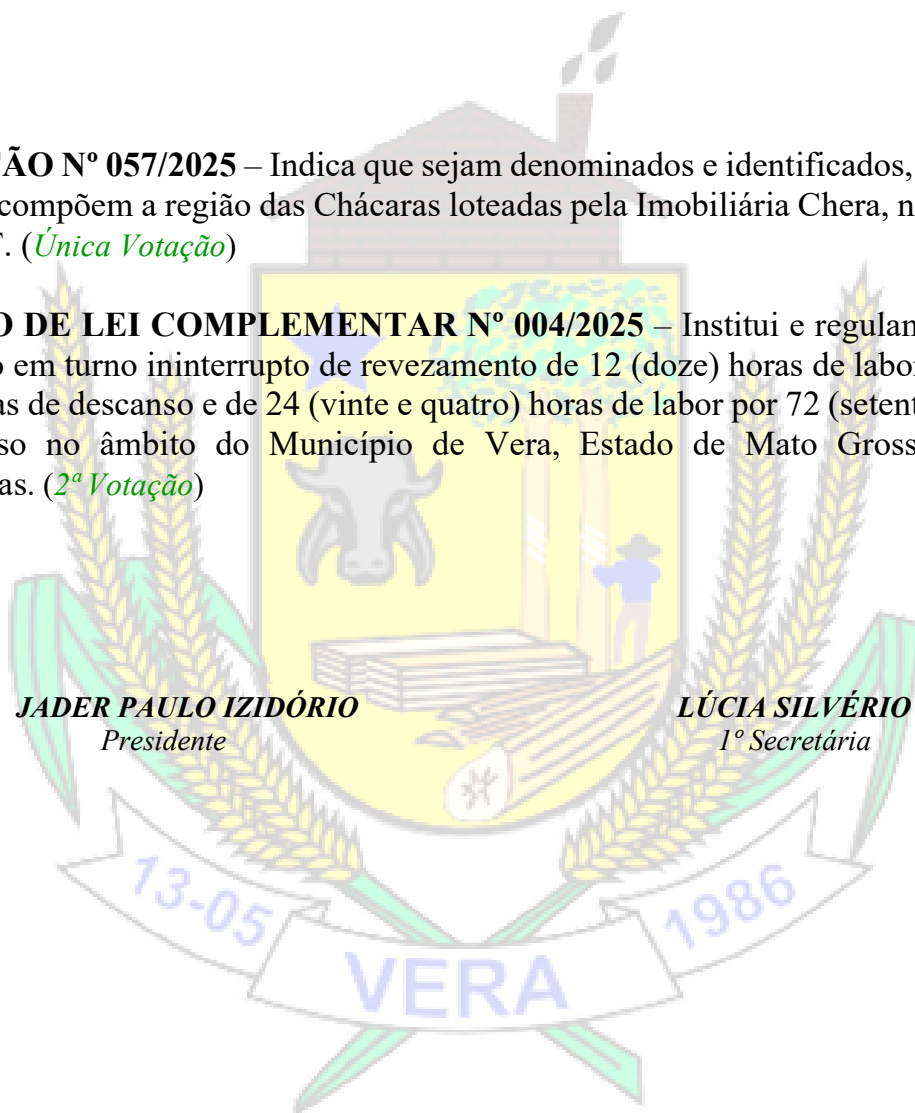 ÃO Nº 057/2025 – Indica que sejam denominados e identificados,
compõem a região das Chácaras loteadas pela Imobiliária Chera, n
. (Única Votação)
O DE LEI COMPLEMENTAR Nº 004/2025 – Institui e regulan
o em turno ininterrupto de revezamento de 12 (doze) horas de labor
as de descanso e de 24 (vinte e quatro) horas de labor por 72 (setent
so no âmbito do Município de Vera, Estado de Mato Gross
as. (2ª Votação)
JADER PAULO IZIDÓRIO LÚCIA SILVÉRIO
Presidente 1º Secretária
13-05 1986
VERA